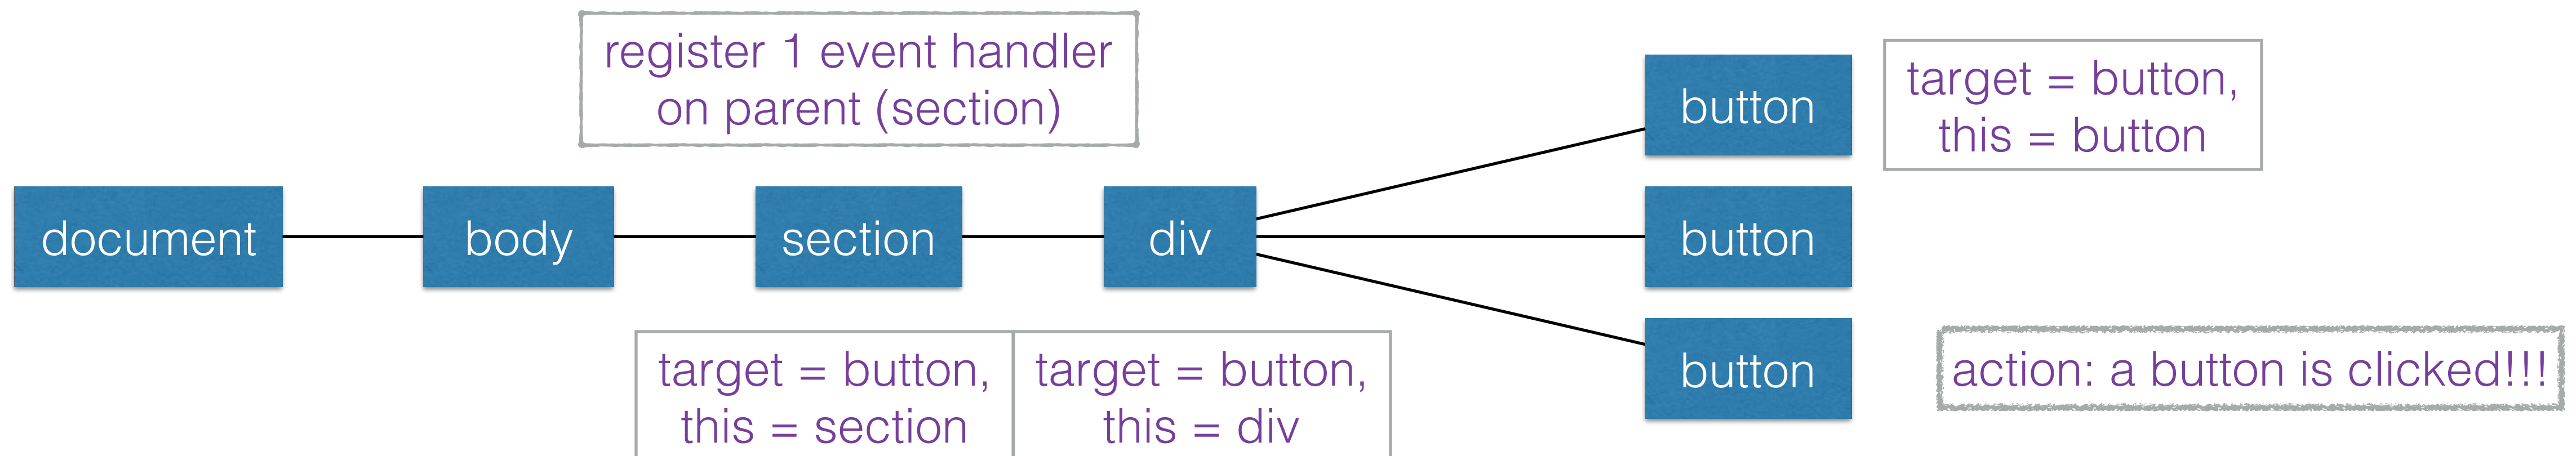 register 1 event handler
on parent (section)
button
target = button,
this = button
document
body
section
div
button
target = button,
this = section
target = button,
this = div
button
action: a button is clicked!!!